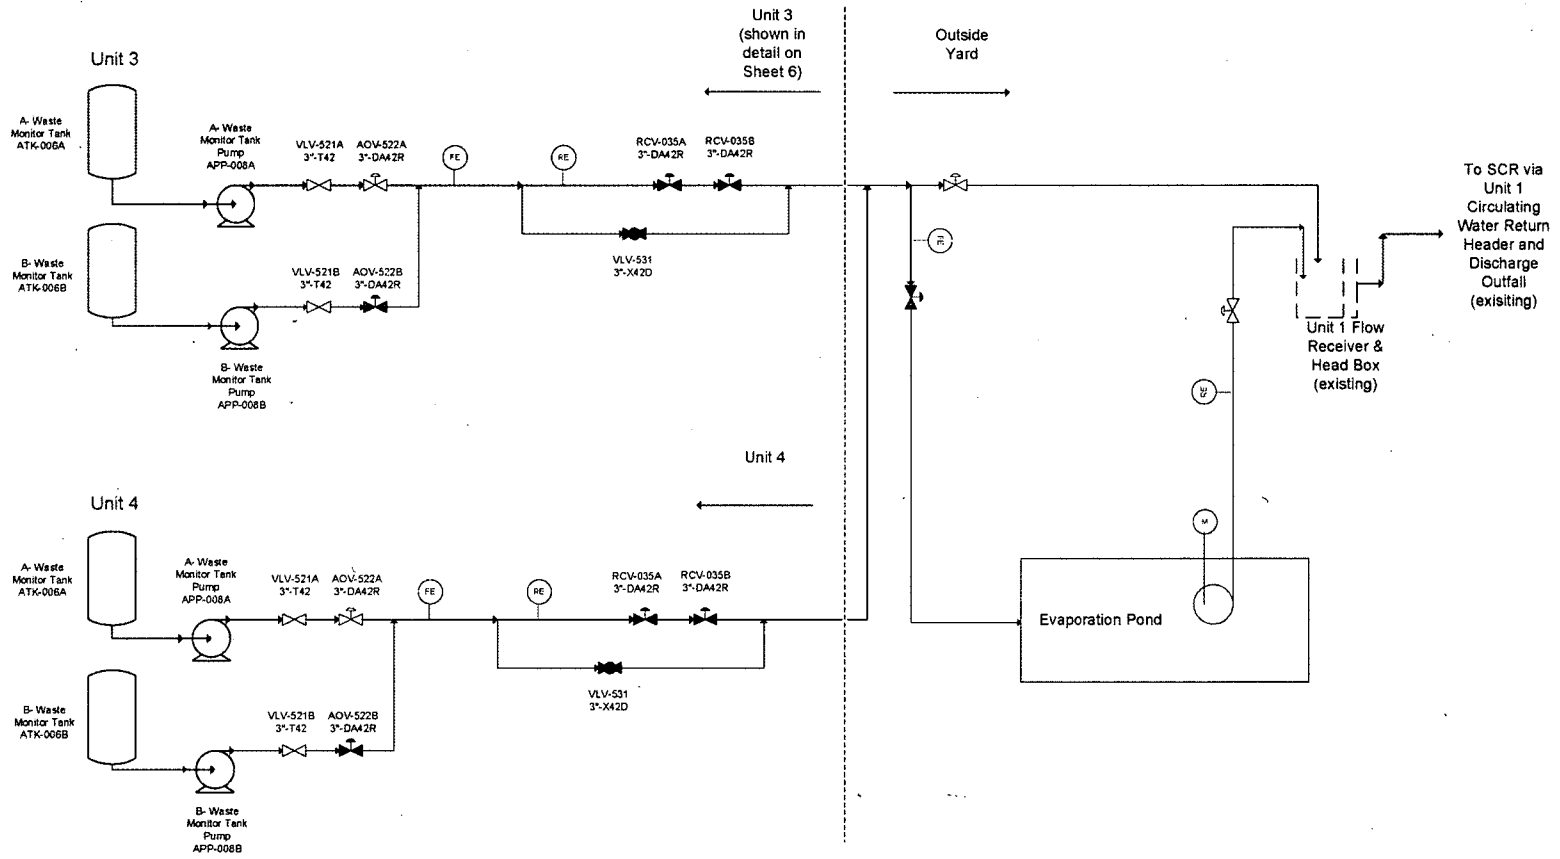 Unit 3
(shown in
detail on
Sheet 6)
Outside
Yard
Unit 3
A- Waste
Monitor Tank
ATK-006A
A- Waste
Monitor Tank
Pump
APP-008A
VLV-521A
3"-T42
AOV-522A
3"-DA42R
FE
RE
RCV-035A
3"-DA42R
RCV-035B
3"-DA42R
B- Waste
Monitor Tank
ATK-006B
VLV-521B
3"-T42
AOV-522B
3"-DA42R
VLV-531
3"-X42D
B- Waste
Monitor Tank
Pump
APP-008B
FE
To SCR via
Unit 1
Circulating
Water Return
Header and
Discharge
Outfall
(exisiting)
Unit 1 Flow
Receiver &
Head Box
(existing)
RE
Unit 4
Unit 4
A- Waste
Monitor Tank
ATK-006A
A- Waste
Monitor Tank
Pump
APP-008A
VLV-521A
3"-T42
AOV-522A
3"-DA42R
FE
RE
RCV-035A
3"-DA42R
RCV-035B
3"-DA42R
M
Evaporation Pond
B- Waste
Monitor Tank
ATK-006B
VLV-521B
3"-T42
AOV-522B
3"-DA42R
VLV-531
3"-X42D
B- Waste
Monitor Tank
Pump
APP-008B